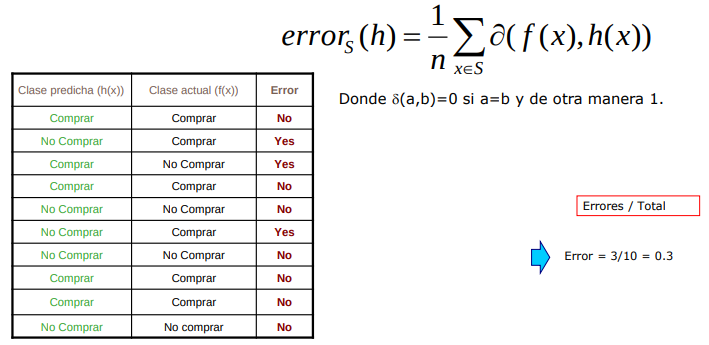 error_S(h) = 1/n ∑_{x∈S} ∂(f(x), h(x))
Donde δ(a,b)=0 si a=b y de otra manera 1.
Clase predicha (h(x)) Clase actual (f(x)) Error
Comprar Comprar No
No Comprar Comprar Yes
Comprar No Comprar Yes
Comprar Comprar No
No Comprar No Comprar No
No Comprar Comprar Yes
No Comprar No Comprar No
Comprar Comprar No
Comprar Comprar No
No Comprar No comprar No
Errores / Total
Error = 3/10 = 0.3